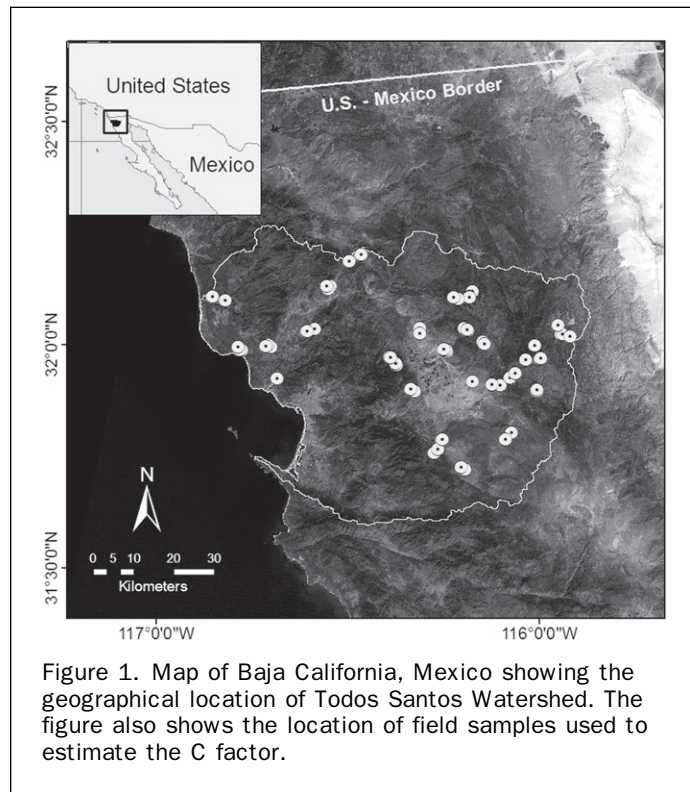 United States
Mexico
U.S. - Mexico Border
32°30'0"N
32°0'0"N
31°30'0"N
N
0 5 10 20 30
Kilometers
117°0'0"W
116°0'0"W
Figure 1. Map of Baja California, Mexico showing the
geographical location of Todos Santos Watershed. The
figure also shows the location of field samples used to
estimate the C factor.